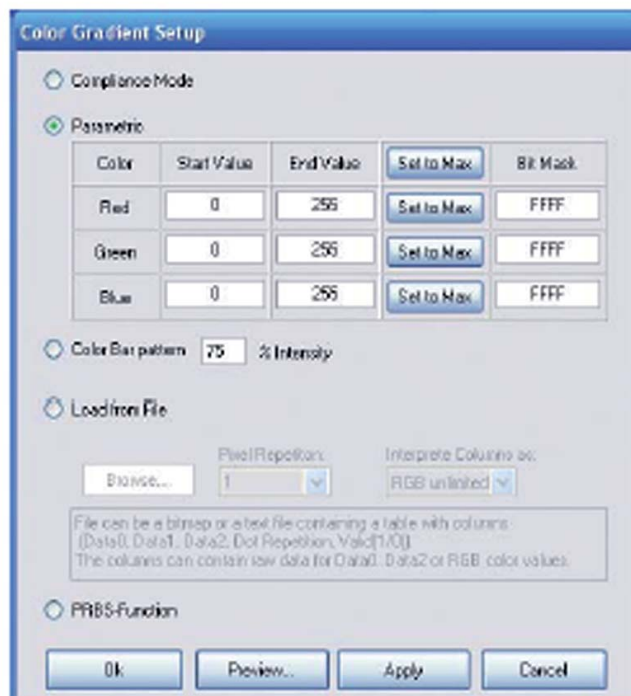 Color Gradient Setup
Compliance Mode
Parametric
Color Start Value End Value Set to Max Bit Mask
Red 0 256 Set to Max FFFF
Green 0 256 Set to Max FFFF
Blue 0 256 Set to Max FFFF
Color Bar pattern 75 % Intensity
Load from File
Pixel Repetition: Interprete Columns as:
Browse... 1 RGB unlimited
File can be a bitmap or a text file containing a table with columns
(Data0, Data1, Data2, Dot Repetition, Valid(1/0)).
The columns can contain raw data for Data0..Data2 or RGB color values.
PRBS-Function
Ok Preview... Apply Cancel